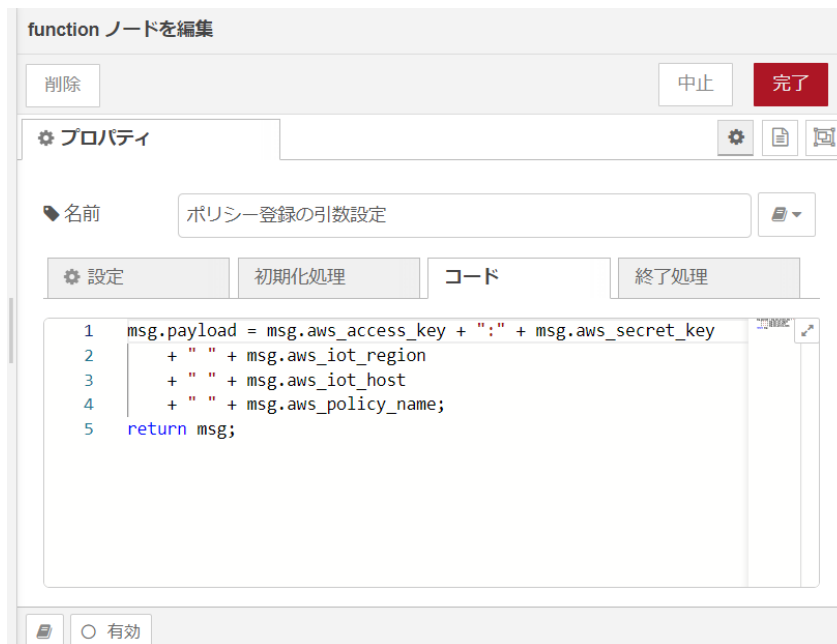 function ノードを編集
削除
中止
完了
プロパティ
名前
ポリシー登録の引数設定
設定
初期化処理
コード
終了処理
1 msg.payload = msg.aws_access_key + ":" + msg.aws_secret_key
2 + " " + msg.aws_iot_region
3 + " " + msg.aws_iot_host
4 + " " + msg.aws_policy_name;
5 return msg;
有効